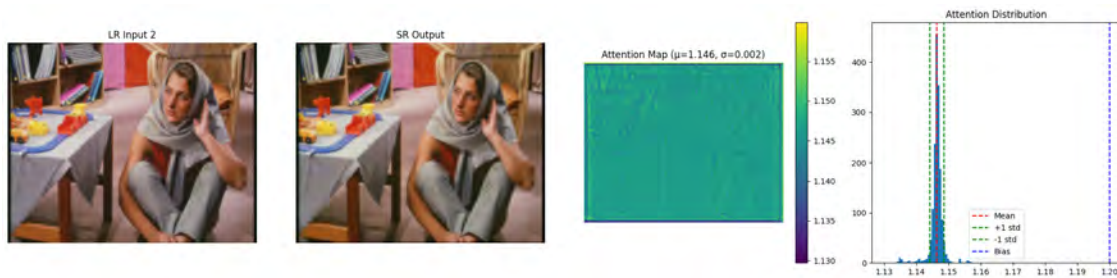 LR Input 2
SR Output
Attention Map (μ=1.146, σ=0.002)
Attention Distribution
1.155
1.150
1.145
1.140
1.135
1.130
400
300
200
100
0
Mean
+1 std
-1 std
Bias
1.13 1.14 1.15 1.16 1.17 1.18 1.19 1.20